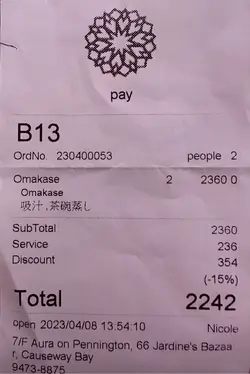 pay
B13
OrdNo. 230400053 people 2
Omakase 2 2360 0
Omakase
吸汁,茶碗蒸し
SubTotal 2360
Service 236
Discount 354
(-15%)
Total 2242
open 2023/04/08 13:54:10 Nicole
7/F Aura on Pennington, 66 Jardine's Bazaa
r, Causeway Bay
9473-8875